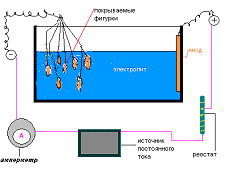 покрываемые
фигурки
анод
−
+
электролит
A
амперметр
источник
постоянного
тока
реостат